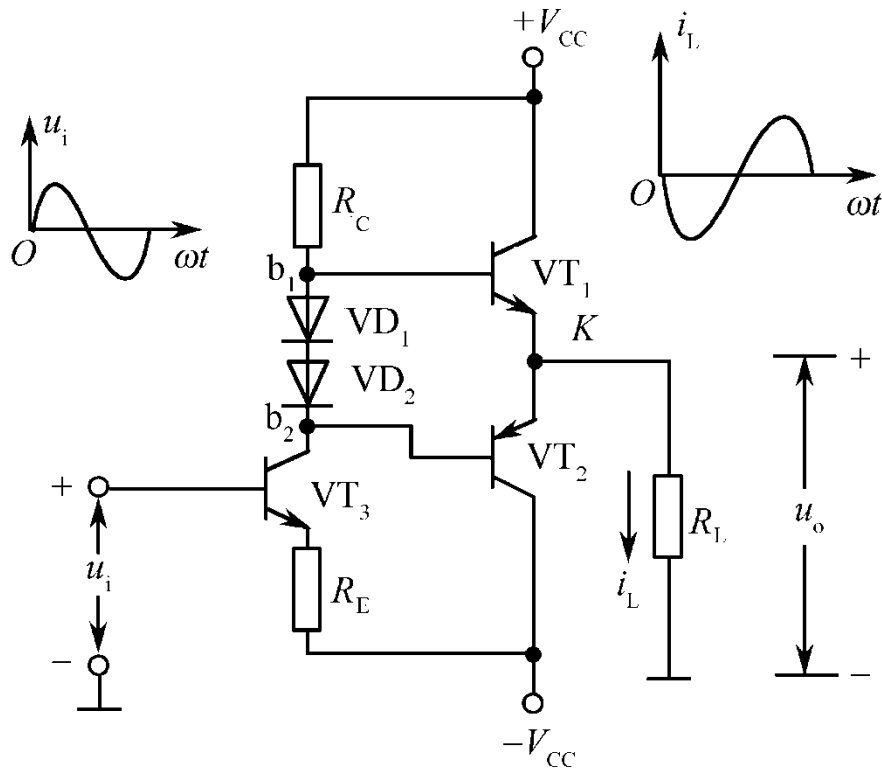 +V_CC
i_L
u_i
O
ωt
O
ωt
R_C
b_1
VT_1
VD_1
K
+
VD_2
b_2
VT_2
+
VT_3
R_L
u_o
u_i
R_E
i_L
−
−
−V_CC